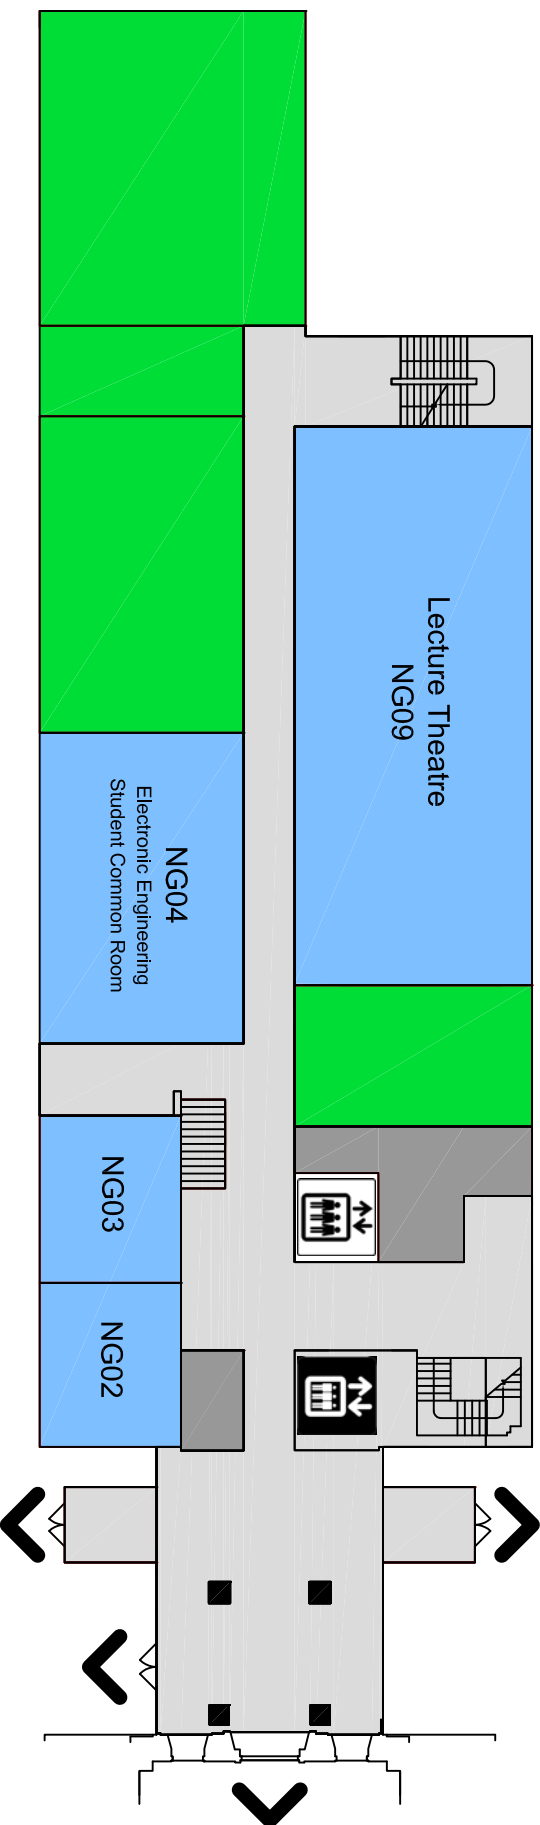 Lecture Theatre
NG09
NG04
Electronic Engineering
Student Common Room
NG03
NG02